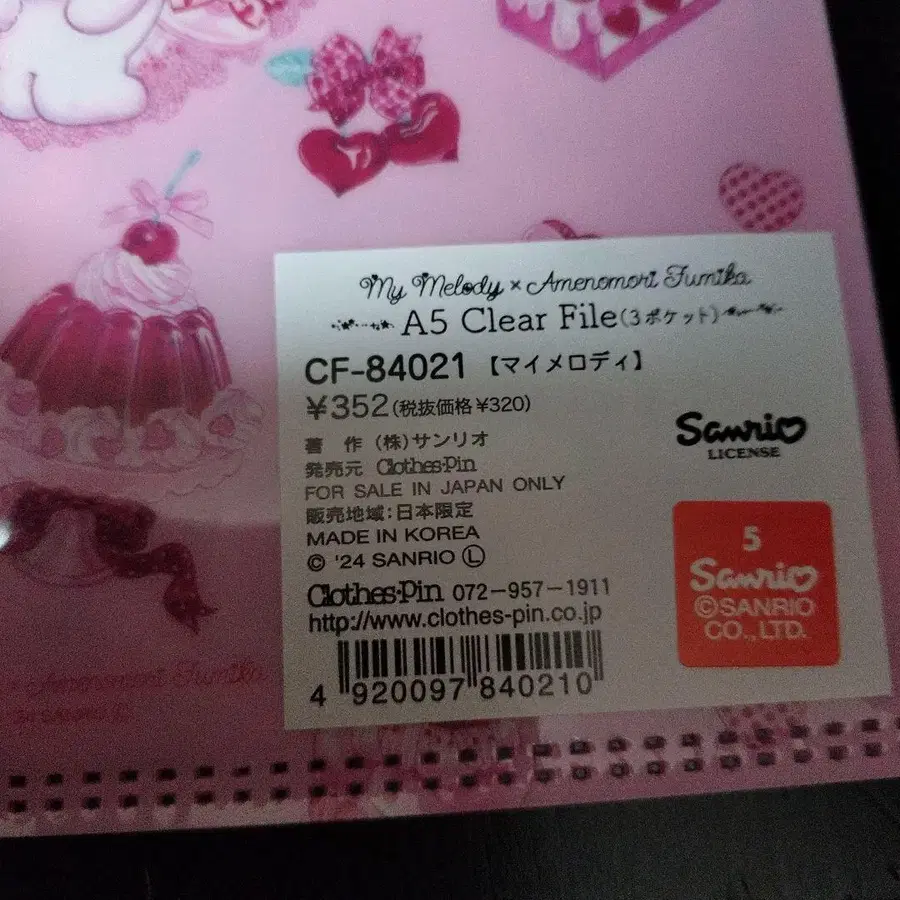 My Melody × Amenomori Fumika
A5 Clear File(3ポケット)
CF-84021【マイメロディ】
¥352(税抜価格¥320)
著 作 (株)サンリオ
発売元 Clothes-Pin
FOR SALE IN JAPAN ONLY
販売地域:日本限定
MADE IN KOREA
© '24 SANRIO Ⓛ
Clothes-Pin 072-957-1911
http://www.clothes-pin.co.jp
4 920097 840210
Sanrio
LICENSE
5
Sanrio
©SANRIO
CO.,LTD.
Amenomori Fumika